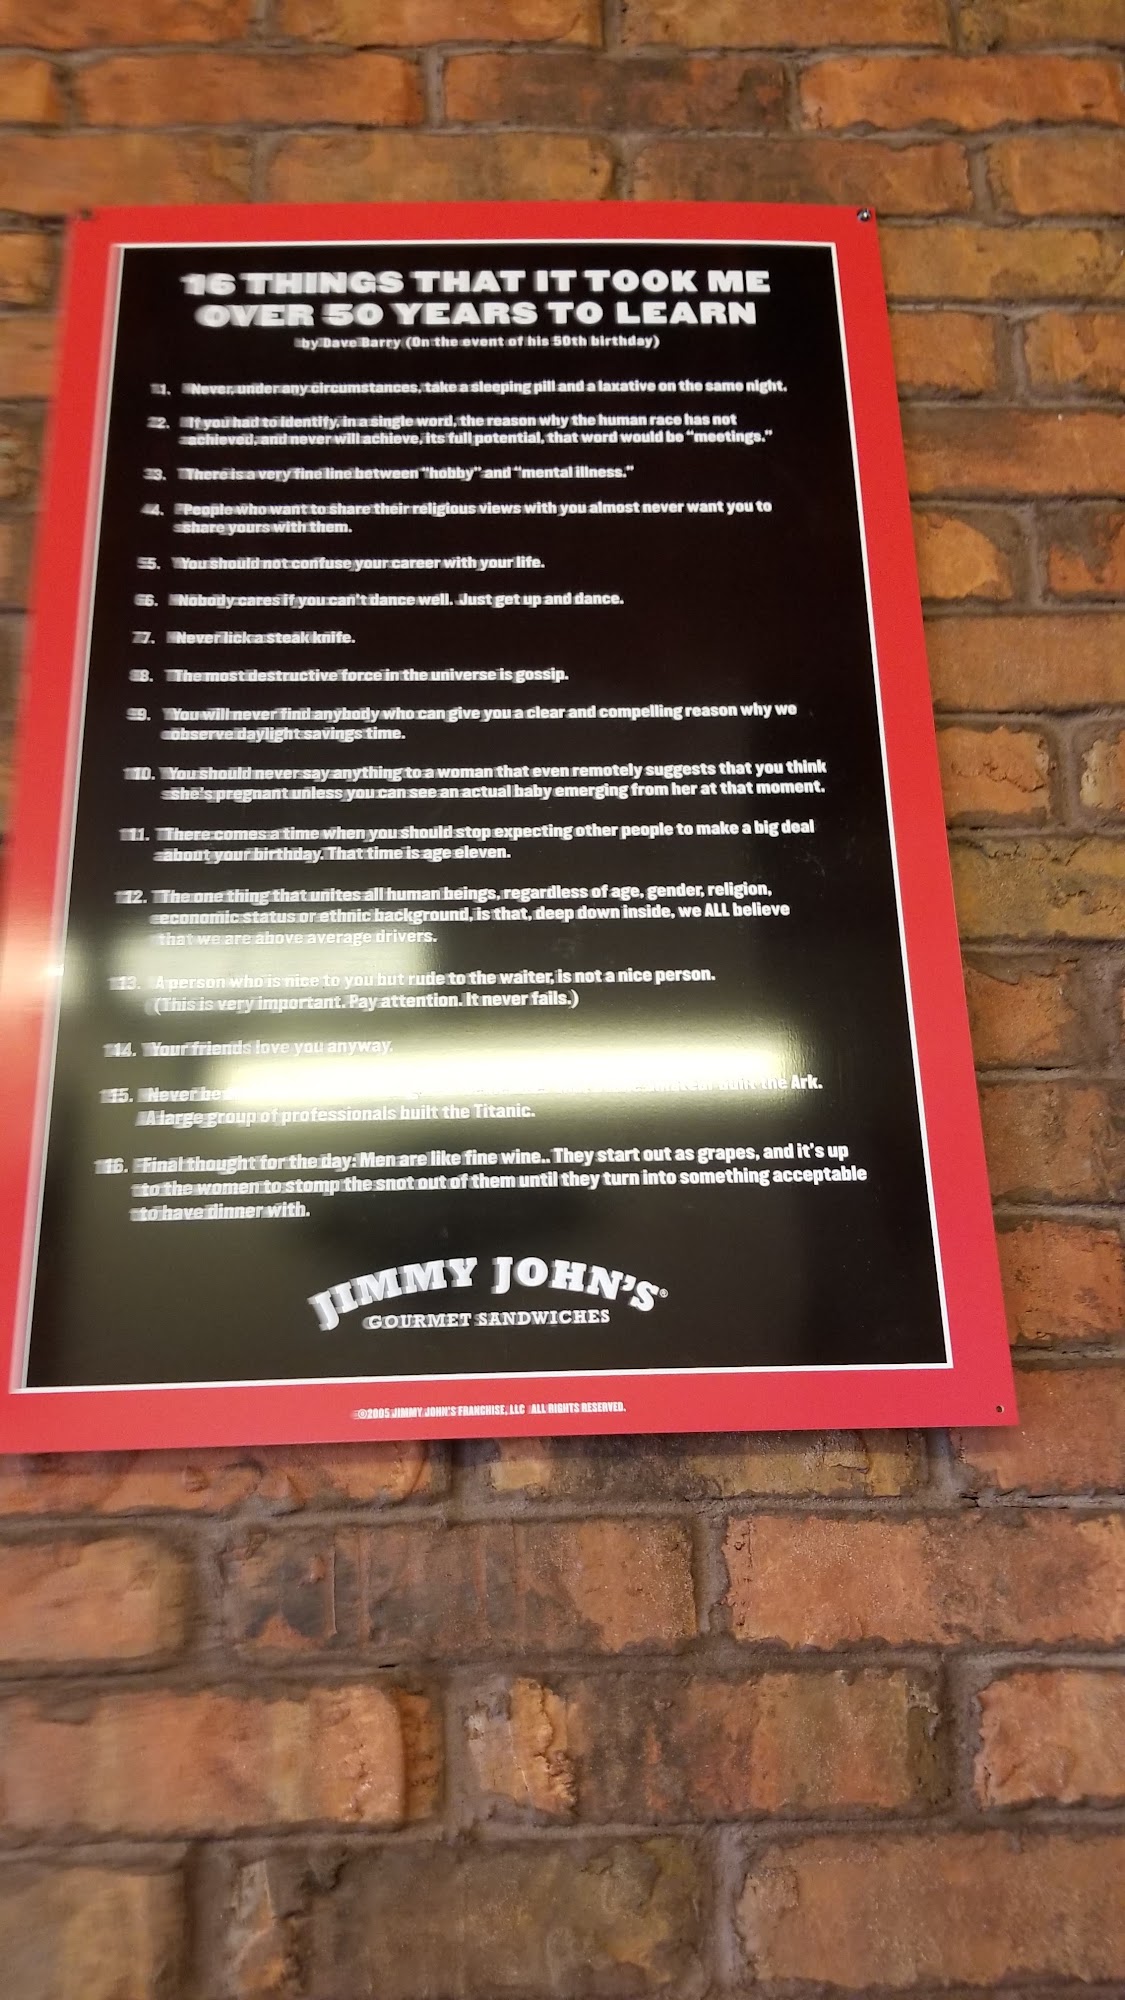 16 THINGS THAT IT TOOK ME
OVER 50 YEARS TO LEARN
by Dave Barry (On the event of his 50th birthday)
1. Never, under any circumstances, take a sleeping pill and a laxative on the same night.
2. If you had to identify, in a single word, the reason why the human race has not
achieved, and never will achieve, its full potential, that word would be "meetings."
3. There is a very fine line between "hobby" and "mental illness."
4. People who want to share their religious views with you almost never want you to
share yours with them.
5. You should not confuse your career with your life.
6. Nobody cares if you can't dance well. Just get up and dance.
7. Never lick a steak knife.
8. The most destructive force in the universe is gossip.
9. You will never find anybody who can give you a clear and compelling reason why we
observe daylight savings time.
10. You should never say anything to a woman that even remotely suggests that you think
she's pregnant unless you can see an actual baby emerging from her at that moment.
11. There comes a time when you should stop expecting other people to make a big deal
about your birthday. That time is age eleven.
12. The one thing that unites all human beings, regardless of age, gender, religion,
economic status or ethnic background, is that, deep down inside, we ALL believe
that we are above average drivers.
13. A person who is nice to you but rude to the waiter, is not a nice person.
(This is very important. Pay attention. It never fails.)
14. Your friends love you anyway.
15. Never be built the Ark.
A large group of professionals built the Titanic.
16. Final thought for the day: Men are like fine wine.. They start out as grapes, and it's up
to the women to stomp the snot out of them until they turn into something acceptable
to have dinner with.
JIMMY JOHN'S®
GOURMET SANDWICHES
©2005 JIMMY JOHN'S FRANCHISE, LLC ALL RIGHTS RESERVED.